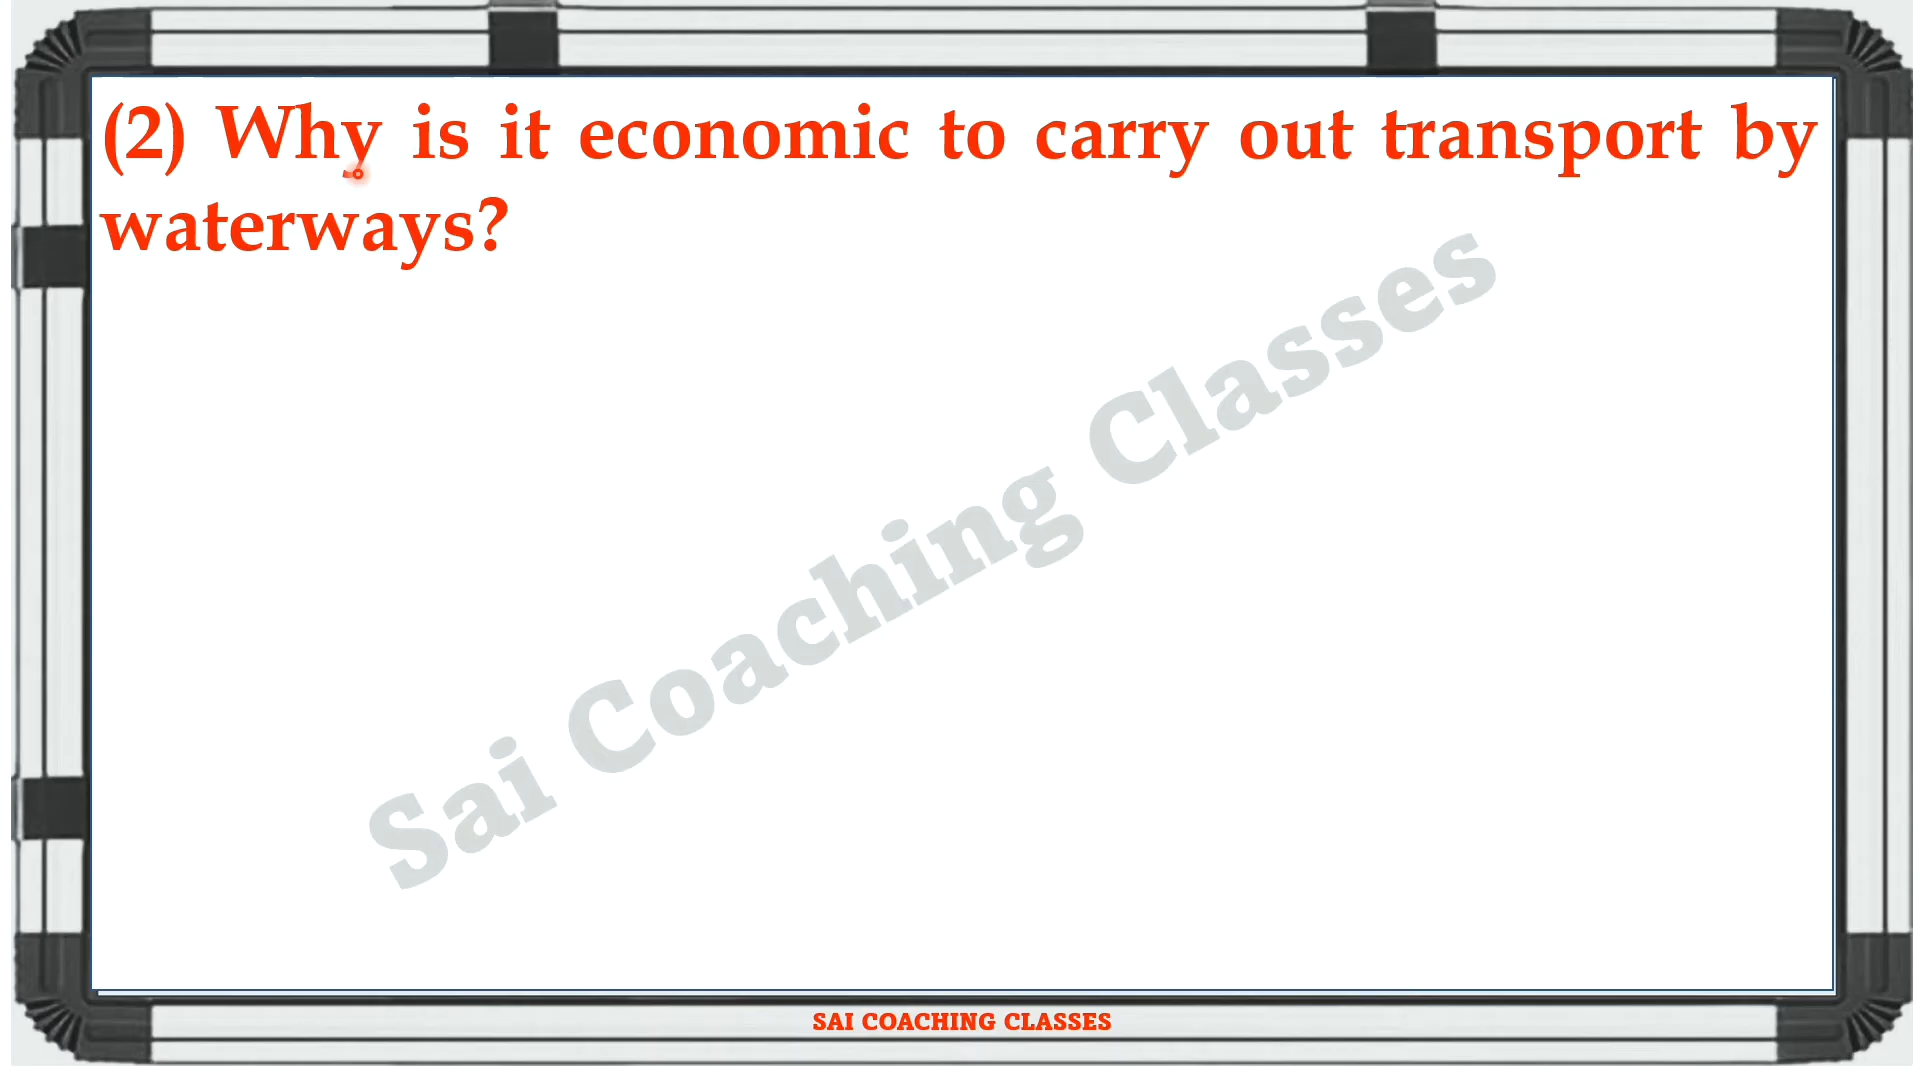 (2) Why is it economic to carry out transport by
waterways?
Sai Coaching Classes
SAI COACHING CLASSES